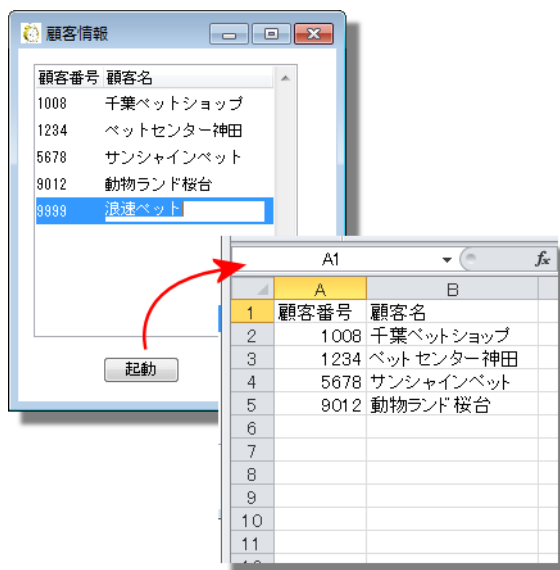 顧客情報
顧客番号 顧客名
1008 千葉ペットショップ
1234 ペットセンター神田
5678 サンシャインペット
9012 動物ランド桜台
9999 浪速ペット
起動
A1 fx
A B
1 顧客番号 顧客名
2 1008 千葉ペットショップ
3 1234 ペットセンター神田
4 5678 サンシャインペット
5 9012 動物ランド桜台
6
7
8
9
10
11